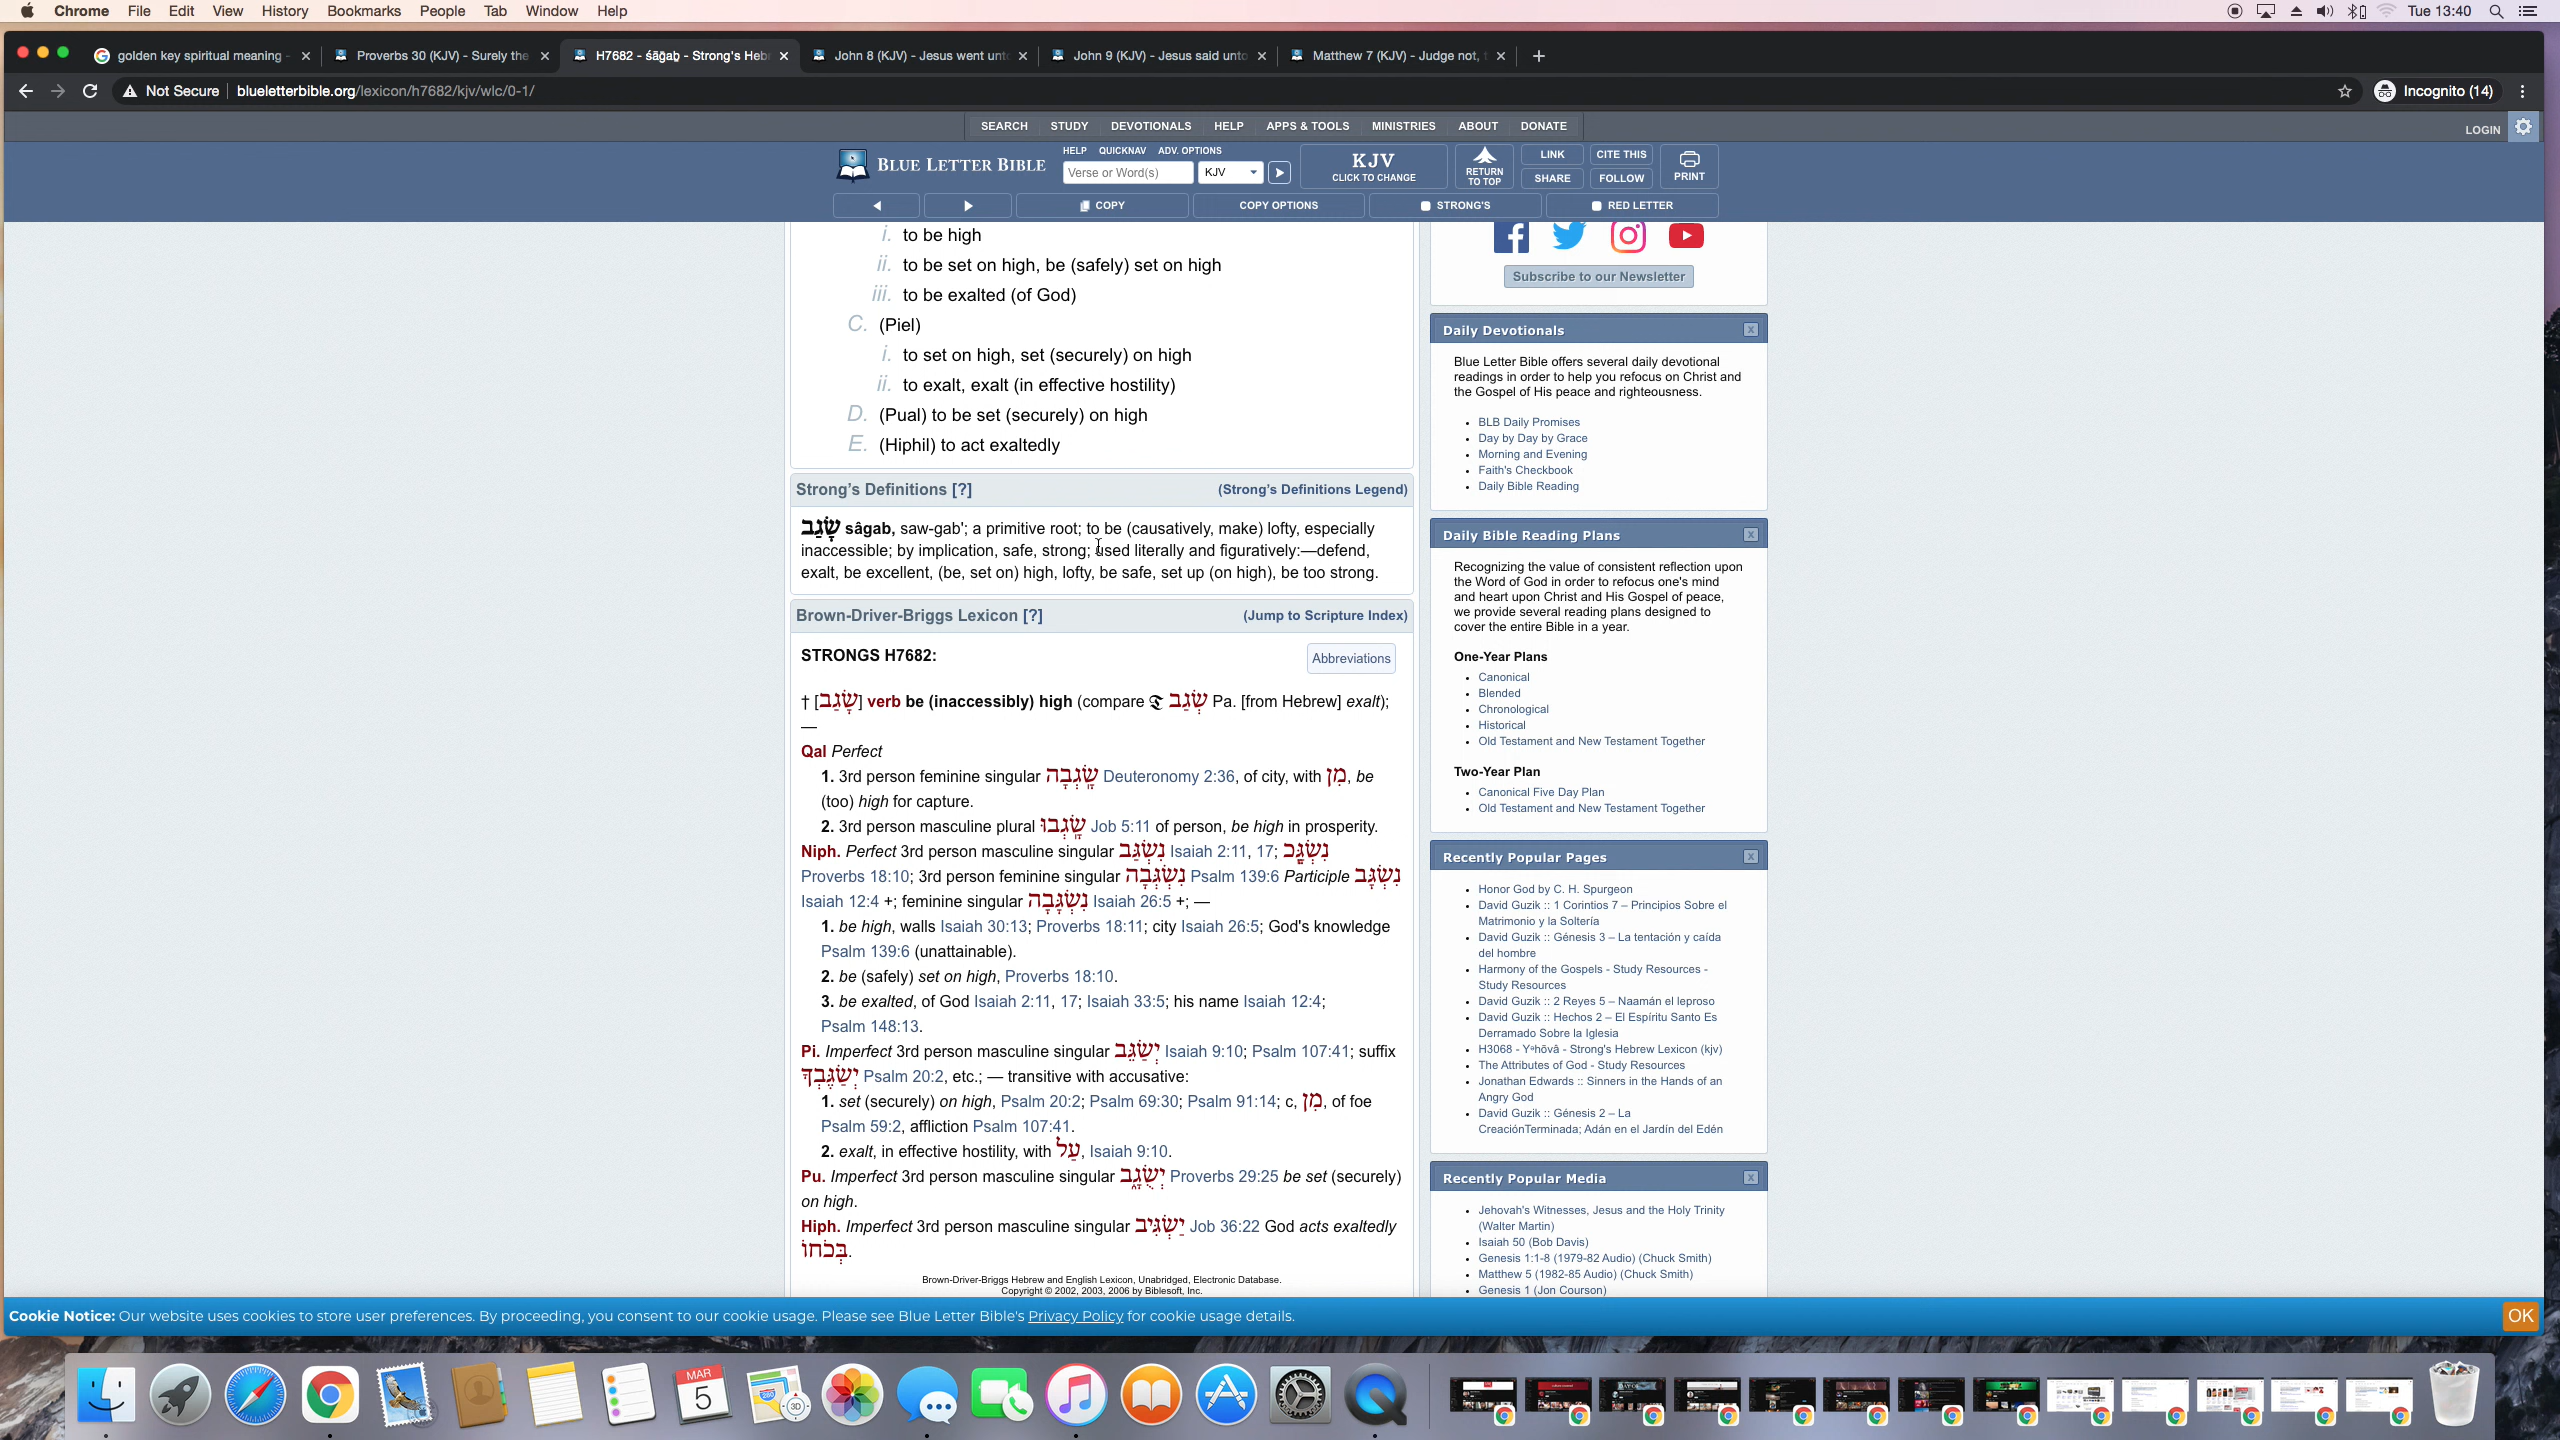 Chrome File Edit View History Bookmarks People Tab Window Help Tue 13:40
golden key spiritual meaning - Proverbs 30 (KJV) - Surely the H7682 - śāḡaḇ - Strong's Heb John 8 (KJV) - Jesus went unto John 9 (KJV) - Jesus said unto Matthew 7 (KJV) - Judge not, t
Not Secure blueletterbible.org/lexicon/h7682/kjv/wlc/0-1/ Incognito (14)
SEARCH STUDY DEVOTIONALS HELP APPS & TOOLS MINISTRIES ABOUT DONATE LOGIN
BLUE LETTER BIBLE
HELP QUICKNAV ADV. OPTIONS
Verse or Word(s) KJV
KJV
CLICK TO CHANGE
RETURN
TO TOP
LINK CITE THIS
SHARE FOLLOW
PRINT
COPY COPY OPTIONS STRONG'S RED LETTER
i. to be high
ii. to be set on high, be (safely) set on high
iii. to be exalted (of God)
C. (Piel)
i. to set on high, set (securely) on high
ii. to exalt, exalt (in effective hostility)
D. (Pual) to be set (securely) on high
E. (Hiphil) to act exaltedly
Strong's Definitions [?] (Strong's Definitions Legend)
שָׂגַב sâgab, saw-gab'; a primitive root; to be (causatively, make) lofty, especially
inaccessible; by implication, safe, strong; used literally and figuratively:—defend,
exalt, be excellent, (be, set on) high, lofty, be safe, set up (on high), be too strong.
Brown-Driver-Briggs Lexicon [?] (Jump to Scripture Index)
STRONGS H7682:
Abbreviations
† [שָׂגַב] verb be (inaccessibly) high (compare 𝕿 שְׂגַב Pa. [from Hebrew] exalt);
—
Qal Perfect
1. 3rd person feminine singular שָֽׂגְבָה Deuteronomy 2:36, of city, with מִן, be
(too) high for capture.
2. 3rd person masculine plural שָׂגְבוּ Job 5:11 of person, be high in prosperity.
Niph. Perfect 3rd person masculine singular נִשְׂגַּב Isaiah 2:11, 17; נִשְׂגָּב
Proverbs 18:10; 3rd person feminine singular נִשְׂגְּבָה Psalm 139:6 Participle נִשְׂגָּב
Isaiah 12:4 +; feminine singular נִשְׂגָּבָה Isaiah 26:5 +; —
1. be high, walls Isaiah 30:13; Proverbs 18:11; city Isaiah 26:5; God's knowledge
Psalm 139:6 (unattainable).
2. be (safely) set on high, Proverbs 18:10.
3. be exalted, of God Isaiah 2:11, 17; Isaiah 33:5; his name Isaiah 12:4;
Psalm 148:13.
Pi. Imperfect 3rd person masculine singular יְשַׂגֵּב Isaiah 9:10; Psalm 107:41; suffix
יְשַׂגֶּבְךָ Psalm 20:2, etc.; — transitive with accusative:
1. set (securely) on high, Psalm 20:2; Psalm 69:30; Psalm 91:14; c, מִן, of foe
Psalm 59:2, affliction Psalm 107:41.
2. exalt, in effective hostility, with עַל, Isaiah 9:10.
Pu. Imperfect 3rd person masculine singular יְשֻׂגָּב Proverbs 29:25 be set (securely)
on high.
Hiph. Imperfect 3rd person masculine singular יַשְׂגִּיב Job 36:22 God acts exaltedly
בְּכֹחוֹ.
Brown-Driver-Briggs Hebrew and English Lexicon, Unabridged, Electronic Database.
Copyright © 2002, 2003, 2006 by Biblesoft, Inc.
Subscribe to our Newsletter
Daily Devotionals x
Blue Letter Bible offers several daily devotional
readings in order to help you refocus on Christ and
the Gospel of His peace and righteousness.
BLB Daily Promises
Day by Day by Grace
Morning and Evening
Faith's Checkbook
Daily Bible Reading
Daily Bible Reading Plans x
Recognizing the value of consistent reflection upon
the Word of God in order to refocus one's mind
and heart upon Christ and His Gospel of peace,
we provide several reading plans designed to
cover the entire Bible in a year.
One-Year Plans
Canonical
Blended
Chronological
Historical
Old Testament and New Testament Together
Two-Year Plan
Canonical Five Day Plan
Old Testament and New Testament Together
Recently Popular Pages x
Honor God by C. H. Spurgeon
David Guzik :: 1 Corintios 7 – Principios Sobre el
Matrimonio y la Soltería
David Guzik :: Génesis 3 – La tentación y caída
del hombre
Harmony of the Gospels - Study Resources -
Study Resources
David Guzik :: 2 Reyes 5 – Naamán el leproso
David Guzik :: Hechos 2 – El Espíritu Santo Es
Derramado Sobre la Iglesia
H3068 - Yᵊhōvâ - Strong's Hebrew Lexicon (kjv)
The Attributes of God - Study Resources
Jonathan Edwards :: Sinners in the Hands of an
Angry God
David Guzik :: Génesis 2 – La
CreaciónTerminada; Adán en el Jardín del Edén
Recently Popular Media x
Jehovah's Witnesses, Jesus and the Holy Trinity
(Walter Martin)
Isaiah 50 (Bob Davis)
Genesis 1:1-8 (1979-82 Audio) (Chuck Smith)
Matthew 5 (1982-85 Audio) (Chuck Smith)
Genesis 1 (Jon Courson)
Cookie Notice: Our website uses cookies to store user preferences. By proceeding, you consent to our cookie usage. Please see Blue Letter Bible's Privacy Policy for cookie usage details. OK
MAR
5
3D